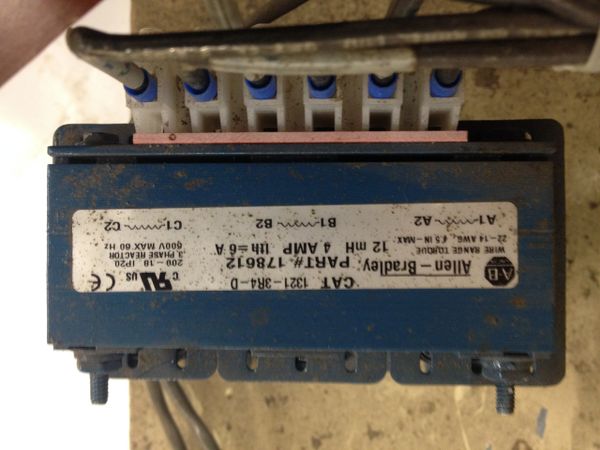 CAT 1321-3R4-D
Allen-Bradley PART# 178612
12 mH 4 AMP Ith=6 A
A-B
WIRE RANGE TORQUE
22-14 AWG, 4.5 IN-MAX
C UR US CE
200-18 IP20
3 PHASE REACTOR
600V MAX 60 Hz
A1 A2
B1 B2
C1 C2